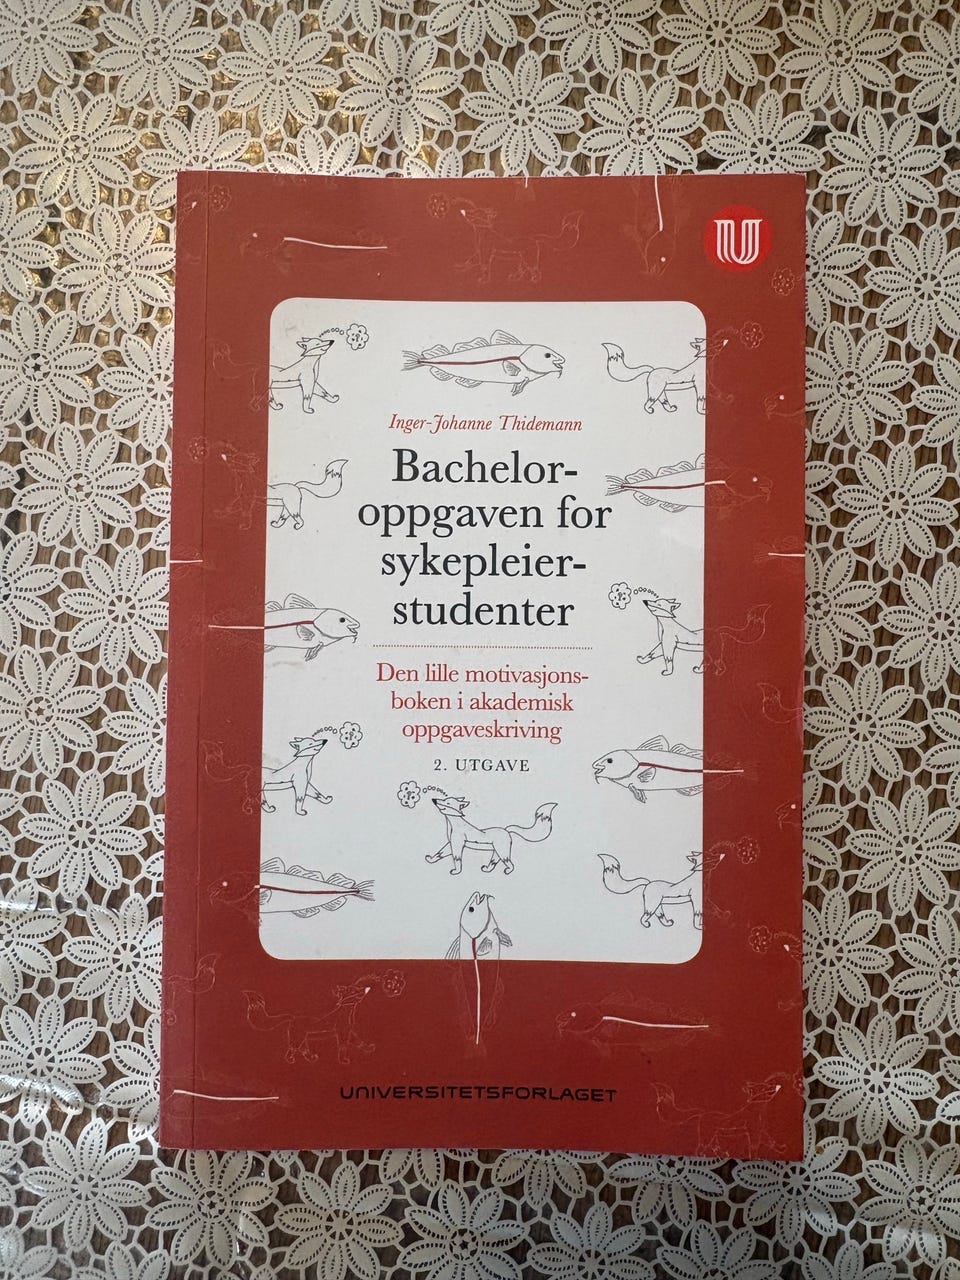 U
Inger-Johanne Thidemann
Bachelor-
oppgaven for
sykepleier-
studenter
Den lille motivasjons-
boken i akademisk
oppgaveskriving
2. UTGAVE
UNIVERSITETSFORLAGET